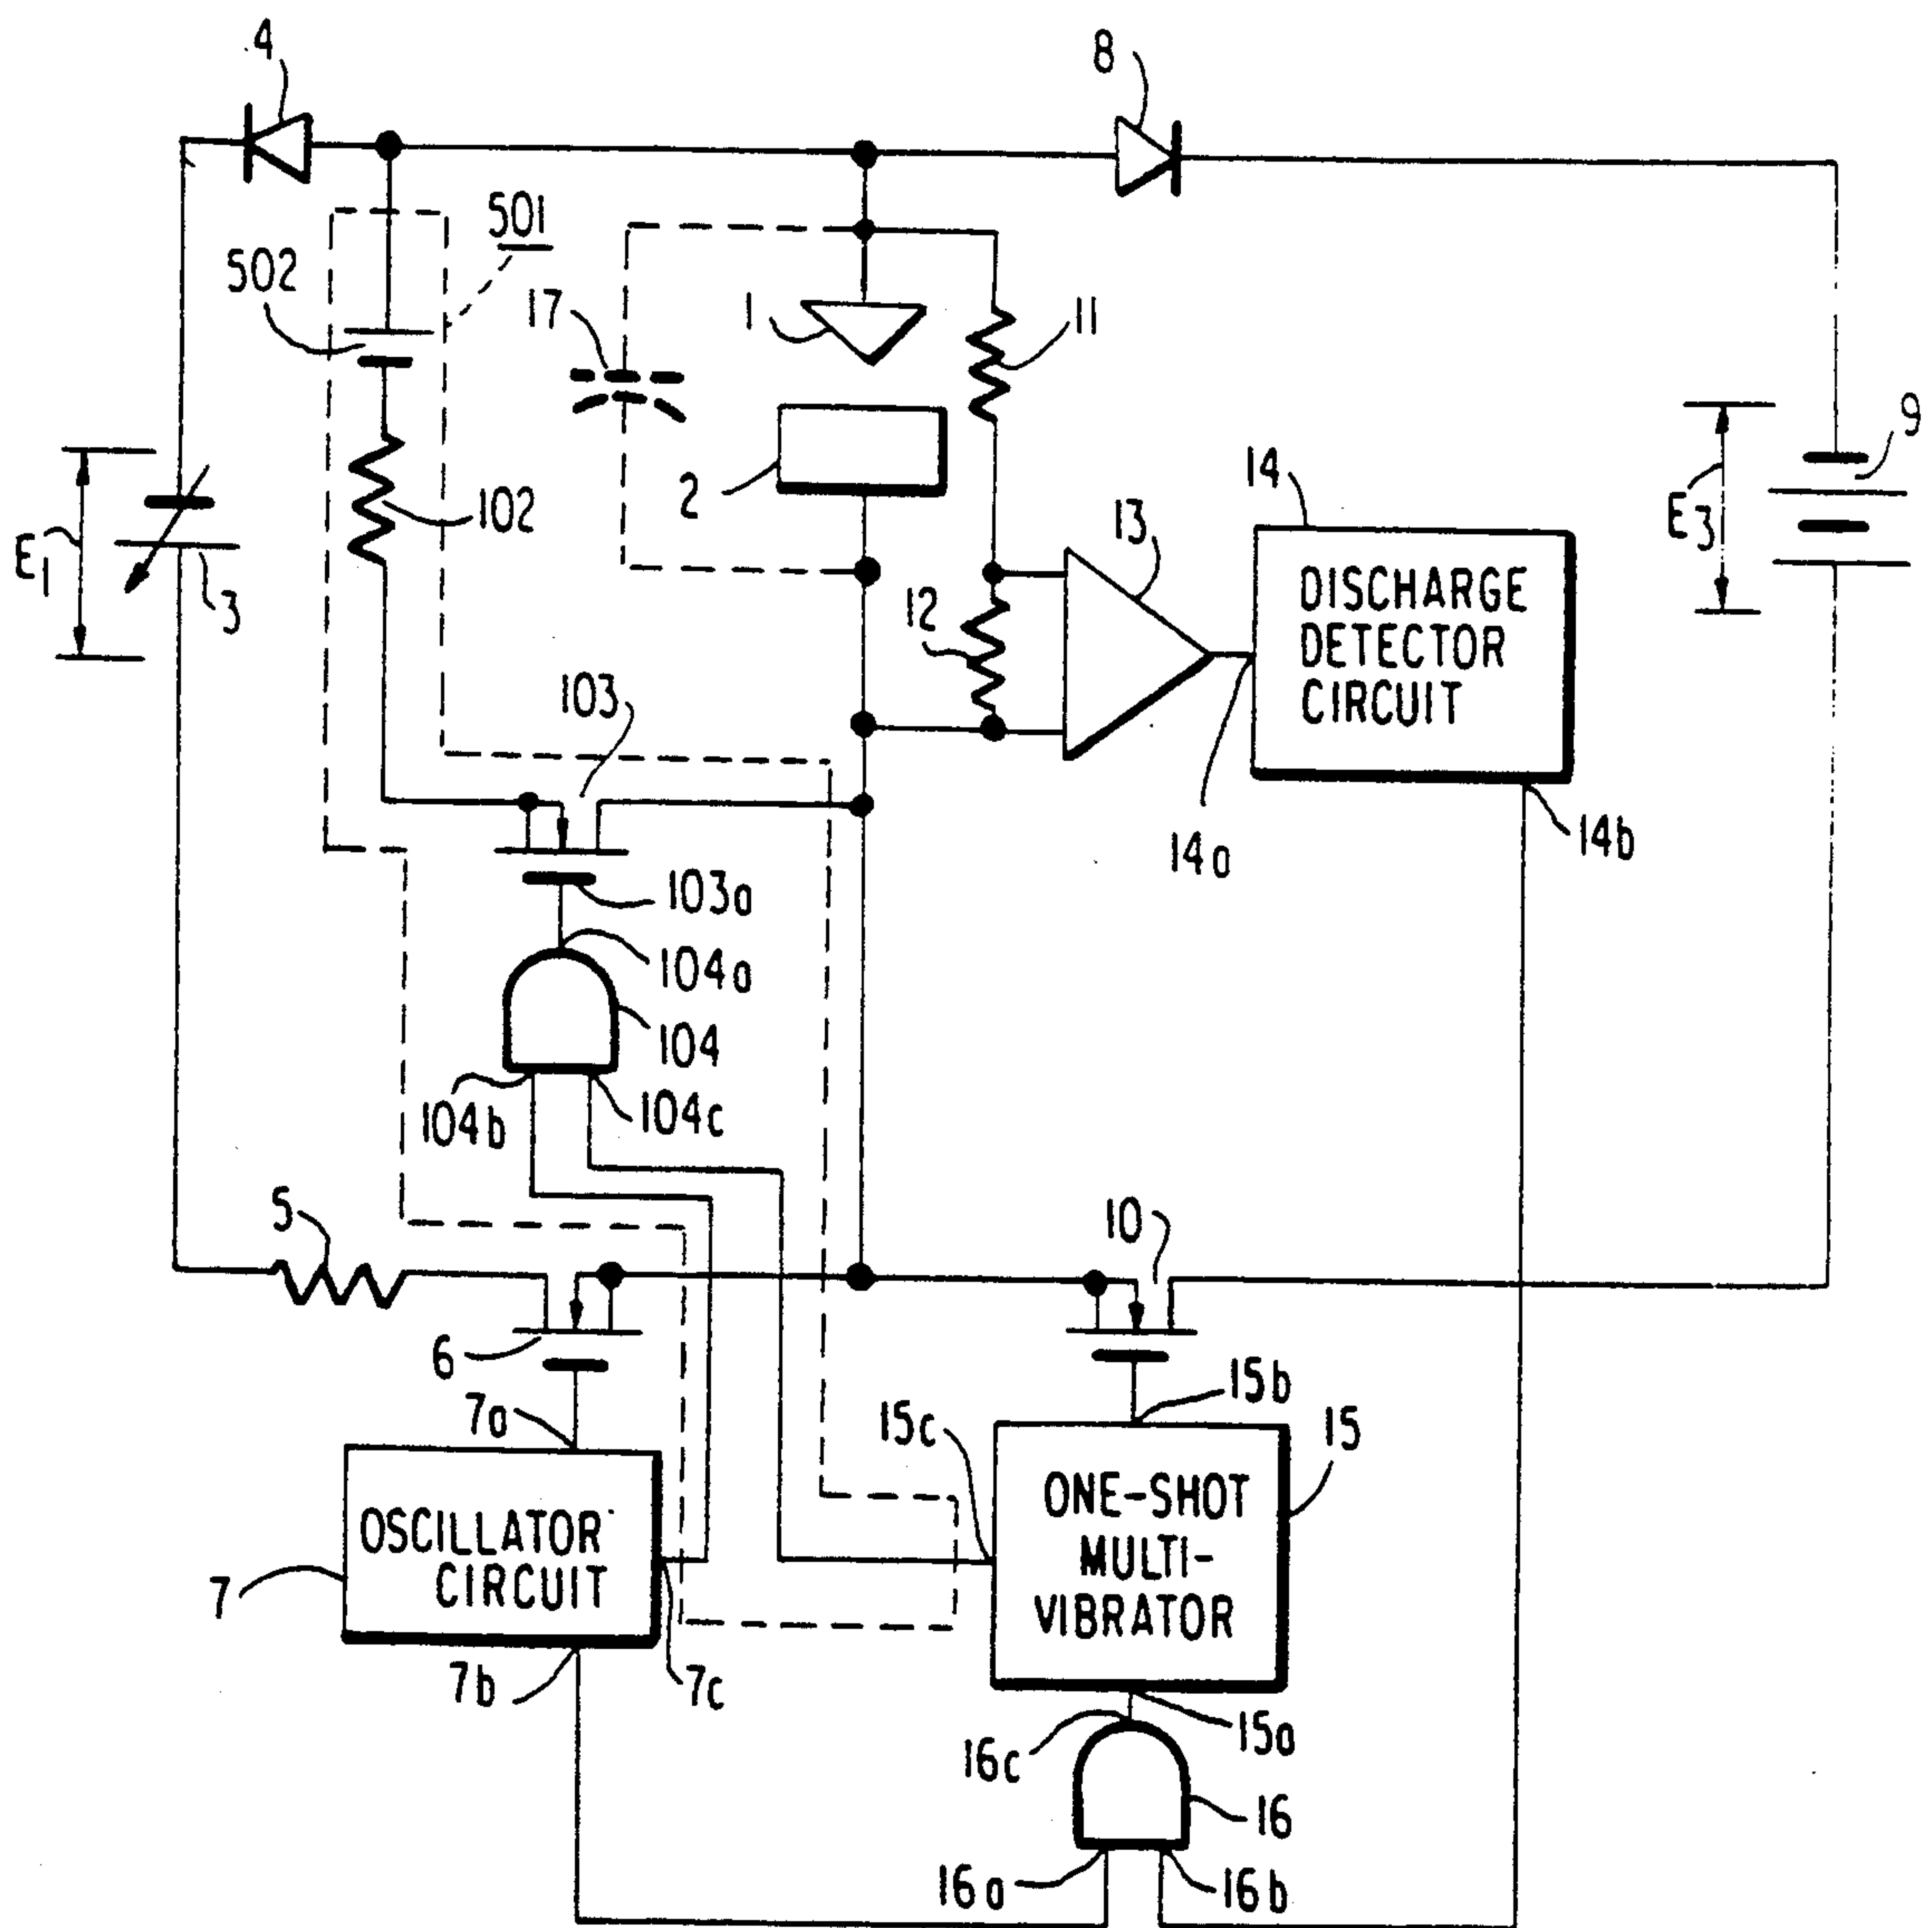 4
8
501
502
17
1
11
9
E3
2
14
102
13
E1
3
12
DISCHARGE
DETECTOR
CIRCUIT
103
14a
14b
103a
104a
104
104b
104c
5
10
6
7a
15b
15c
15
ONE-SHOT
MULTI-
VIBRATOR
OSCILLATOR
CIRCUIT
7
7b
7c
15a
16c
16
16a
16b